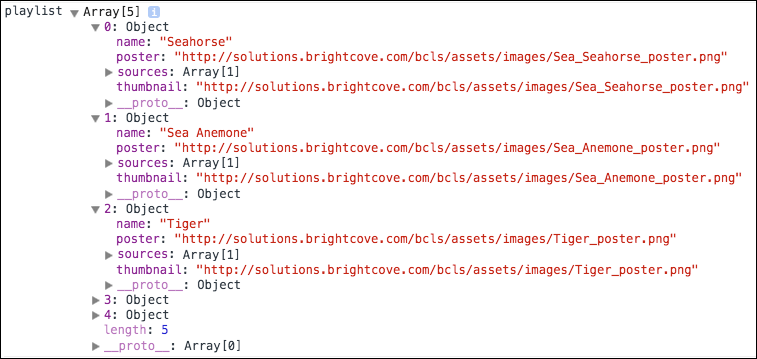 playlist ▼ Array[5] i
▼ 0: Object
name: "Seahorse"
poster: "http://solutions.brightcove.com/bcls/assets/images/Sea_Seahorse_poster.png"
▶ sources: Array[1]
thumbnail: "http://solutions.brightcove.com/bcls/assets/images/Sea_Seahorse_poster.png"
▶ __proto__: Object
▼ 1: Object
name: "Sea Anemone"
poster: "http://solutions.brightcove.com/bcls/assets/images/Sea_Anemone_poster.png"
▶ sources: Array[1]
thumbnail: "http://solutions.brightcove.com/bcls/assets/images/Sea_Anemone_poster.png"
▶ __proto__: Object
▼ 2: Object
name: "Tiger"
poster: "http://solutions.brightcove.com/bcls/assets/images/Tiger_poster.png"
▶ sources: Array[1]
thumbnail: "http://solutions.brightcove.com/bcls/assets/images/Tiger_poster.png"
▶ __proto__: Object
▶ 3: Object
▶ 4: Object
length: 5
▶ __proto__: Array[0]